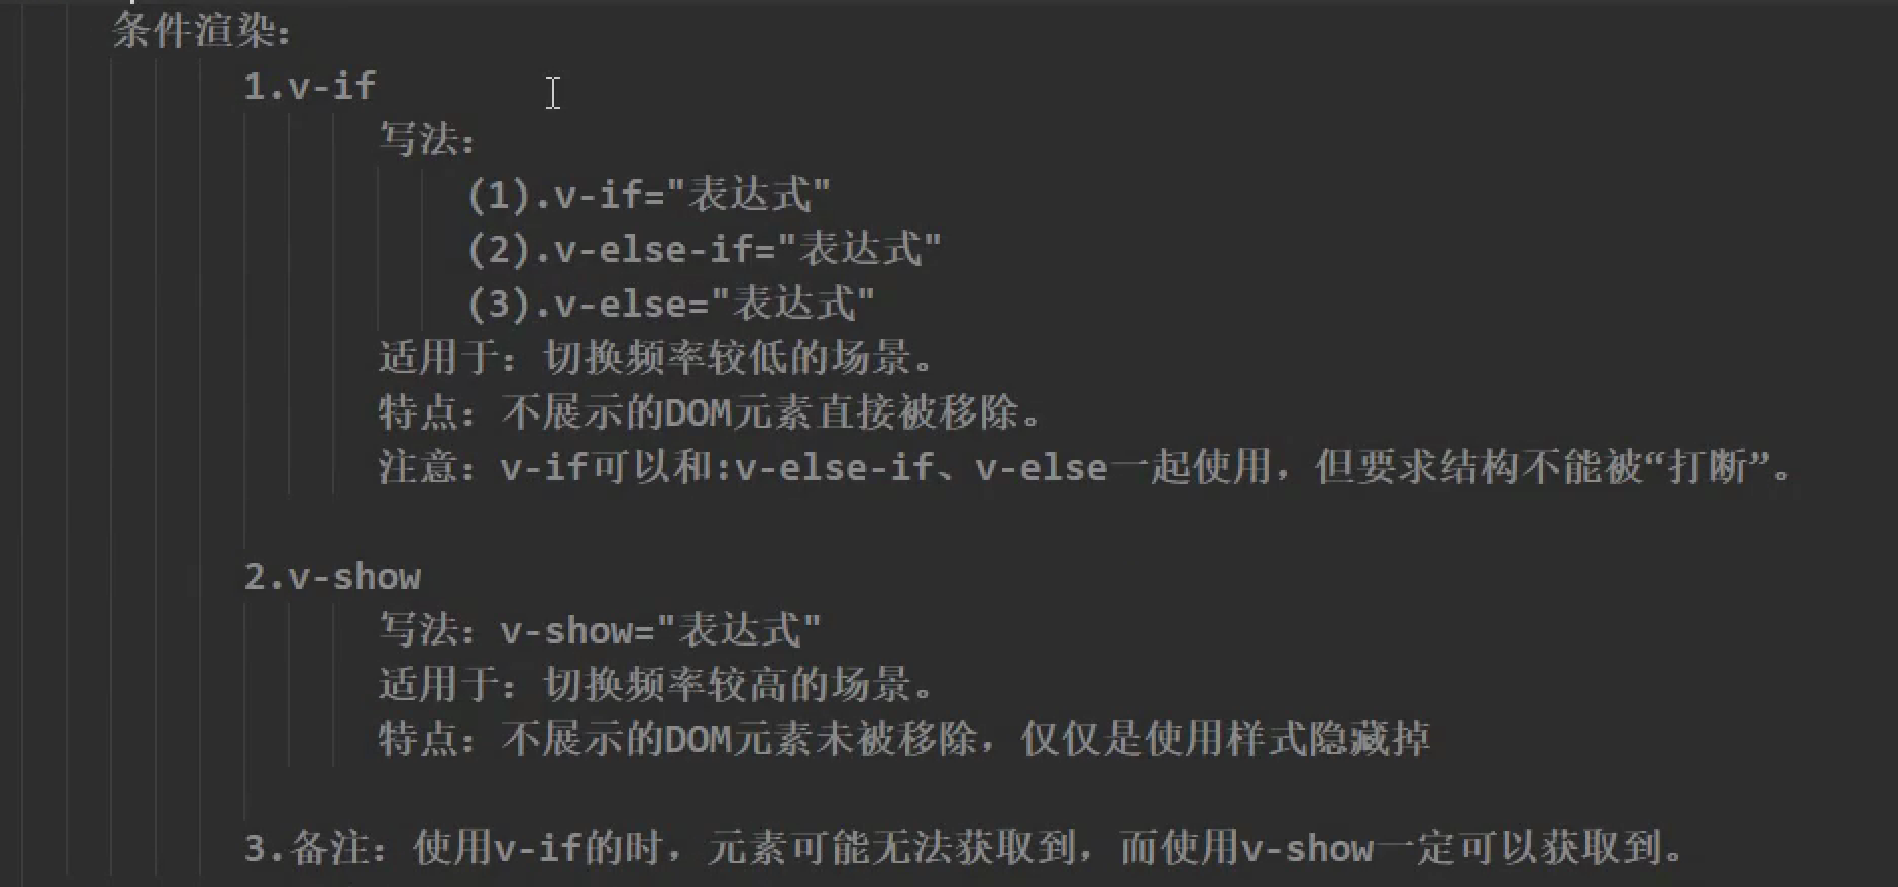 条件渲染:
1.v-if
写法:
(1).v-if="表达式"
(2).v-else-if="表达式"
(3).v-else="表达式"
适用于: 切换频率较低的场景。
特点: 不展示的DOM元素直接被移除。
注意: v-if可以和:v-else-if、v-else一起使用，但要求结构不能被“打断”。
2.v-show
写法: v-show="表达式"
适用于: 切换频率较高的场景。
特点: 不展示的DOM元素未被移除，仅仅是使用样式隐藏掉
3.备注: 使用v-if的时，元素可能无法获取到，而使用v-show一定可以获取到。